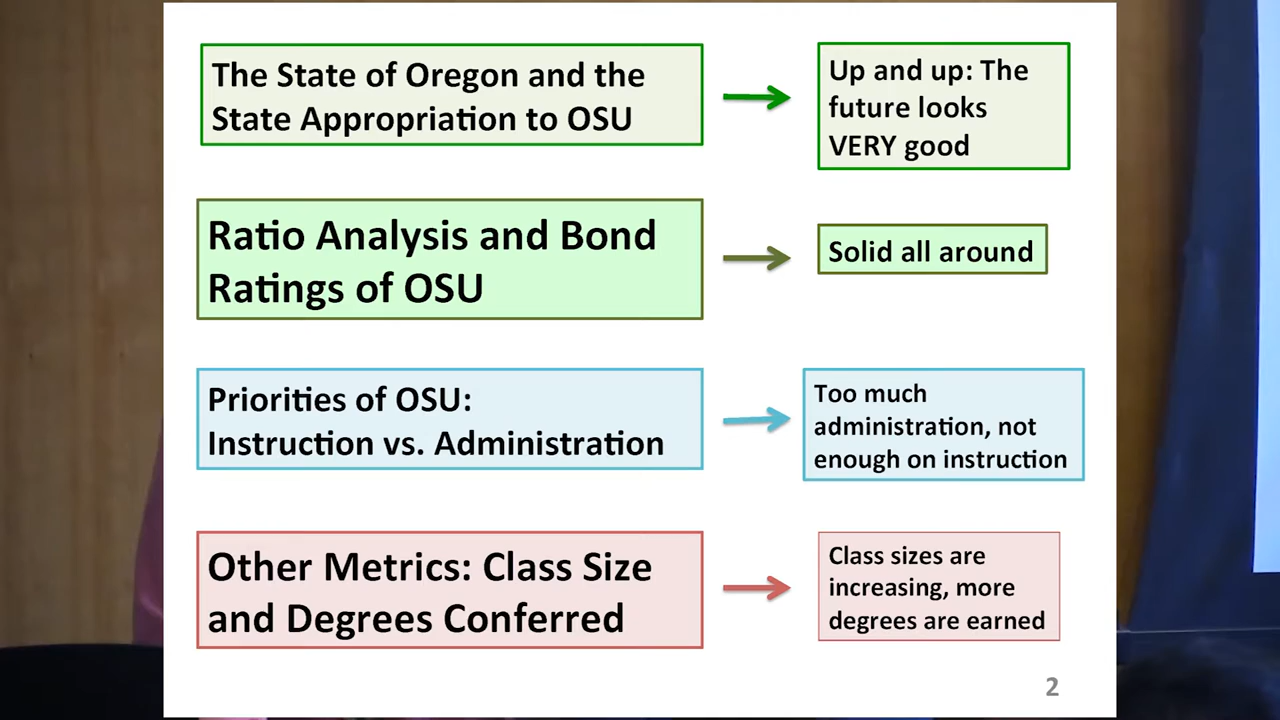 The State of Oregon and the
State Appropriation to OSU
Up and up: The
future looks
VERY good
Ratio Analysis and Bond
Ratings of OSU
Solid all around
Priorities of OSU:
Instruction vs. Administration
Too much
administration, not
enough on instruction
Other Metrics: Class Size
and Degrees Conferred
Class sizes are
increasing, more
degrees are earned
2